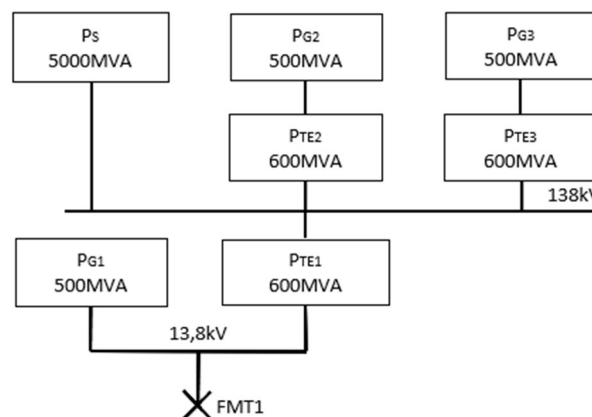 PS
5000MVA
PG2
500MVA
PG3
500MVA
PTE2
600MVA
PTE3
600MVA
138kV
PG1
500MVA
PTE1
600MVA
13,8kV
FMT1